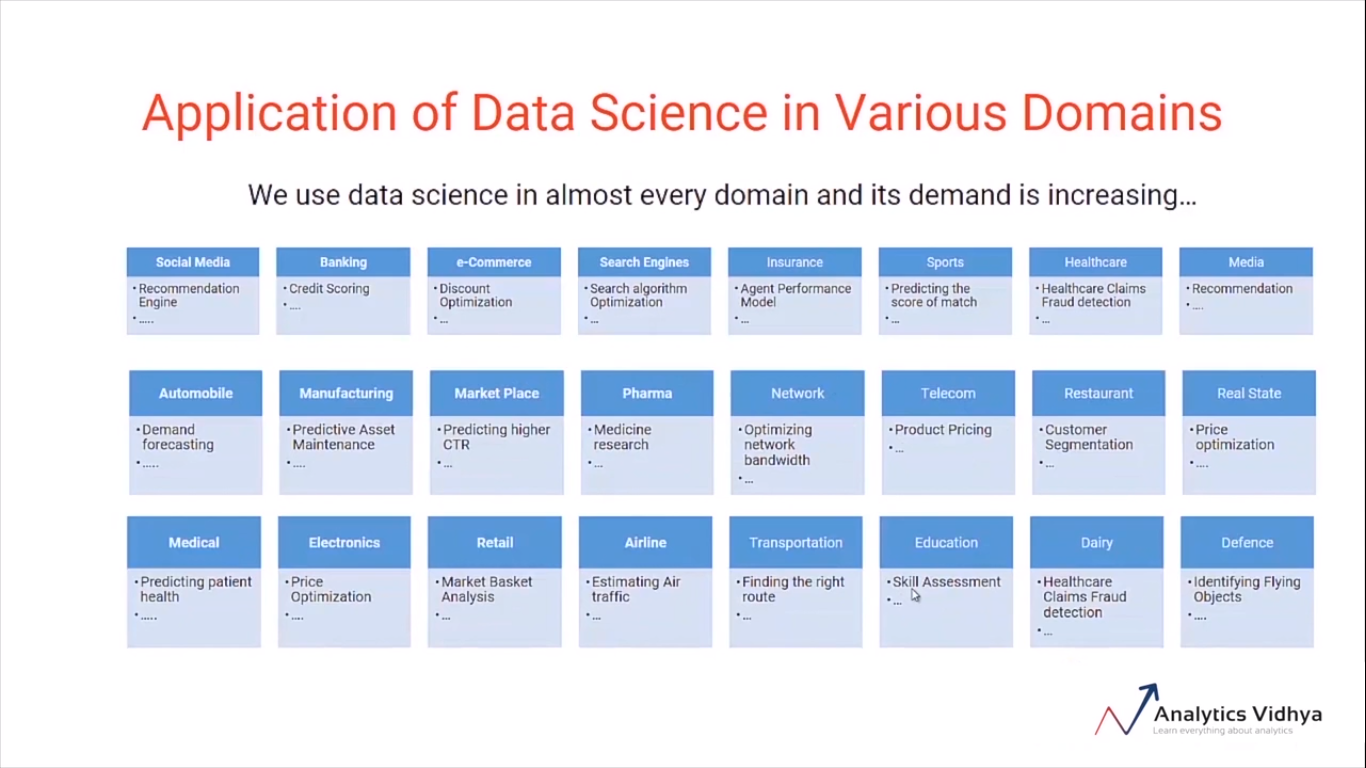 Application of Data Science in Various Domains
We use data science in almost every domain and its demand is increasing...
Social Media
• Recommendation
Engine
• .....
Banking
• Credit Scoring
• ....
e-Commerce
• Discount
Optimization
• ...
Search Engines
• Search algorithm
Optimization
• ...
Insurance
• Agent Performance
Model
• ...
Sports
• Predicting the
score of match
• ...
Healthcare
• Healthcare Claims
Fraud detection
• ...
Media
• Recommendation
• ....
Automobile
• Demand
forecasting
• .....
Manufacturing
• Predictive Asset
Maintenance
• ....
Market Place
• Predicting higher
CTR
• ...
Pharma
• Medicine
research
• ...
Network
• Optimizing
network
bandwidth
• ...
Telecom
• Product Pricing
• ...
Restaurant
• Customer
Segmentation
• ...
Real State
• Price
optimization
• ....
Medical
• Predicting patient
health
• .....
Electronics
• Price
Optimization
• ....
Retail
• Market Basket
Analysis
• ...
Airline
• Estimating Air
traffic
• ...
Transportation
• Finding the right
route
• ...
Education
• Skill Assessment
• ...
Dairy
• Healthcare
Claims Fraud
detection
• ...
Defence
• Identifying Flying
Objects
• ....
Analytics Vidhya
Learn everything about analytics